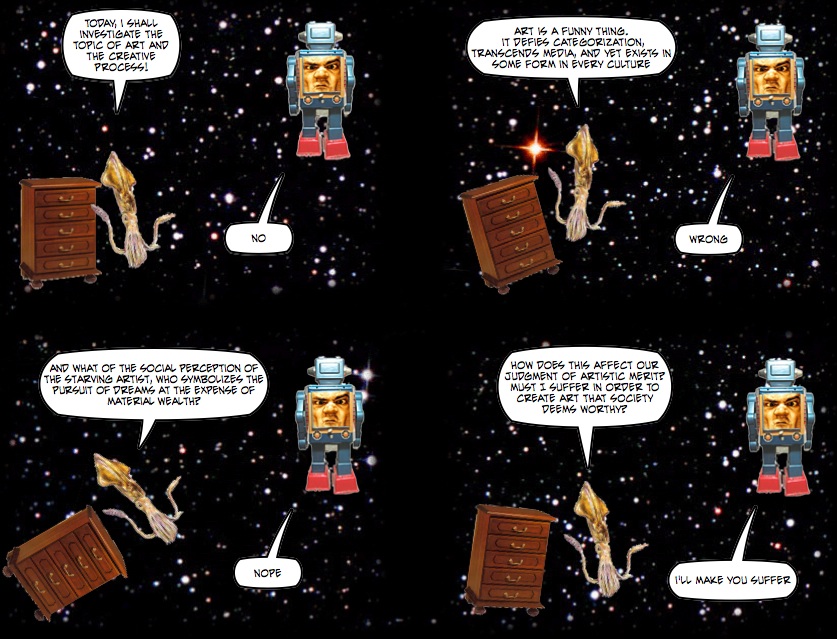 TODAY, I SHALL
INVESTIGATE THE
TOPIC OF ART AND
THE CREATIVE
PROCESS!
NO
ART IS A FUNNY THING.
IT DEFIES CATEGORIZATION,
TRANSCENDS MEDIA, AND YET EXISTS IN
SOME FORM IN EVERY CULTURE
WRONG
AND WHAT OF THE SOCIAL PERCEPTION OF
THE STARVING ARTIST, WHO SYMBOLIZES THE
PURSUIT OF DREAMS AT THE EXPENSE OF
MATERIAL WEALTH?
NOPE
HOW DOES THIS AFFECT OUR
JUDGMENT OF ARTISTIC MERIT?
MUST I SUFFER IN ORDER TO
CREATE ART THAT SOCIETY
DEEMS WORTHY?
I'LL MAKE YOU SUFFER